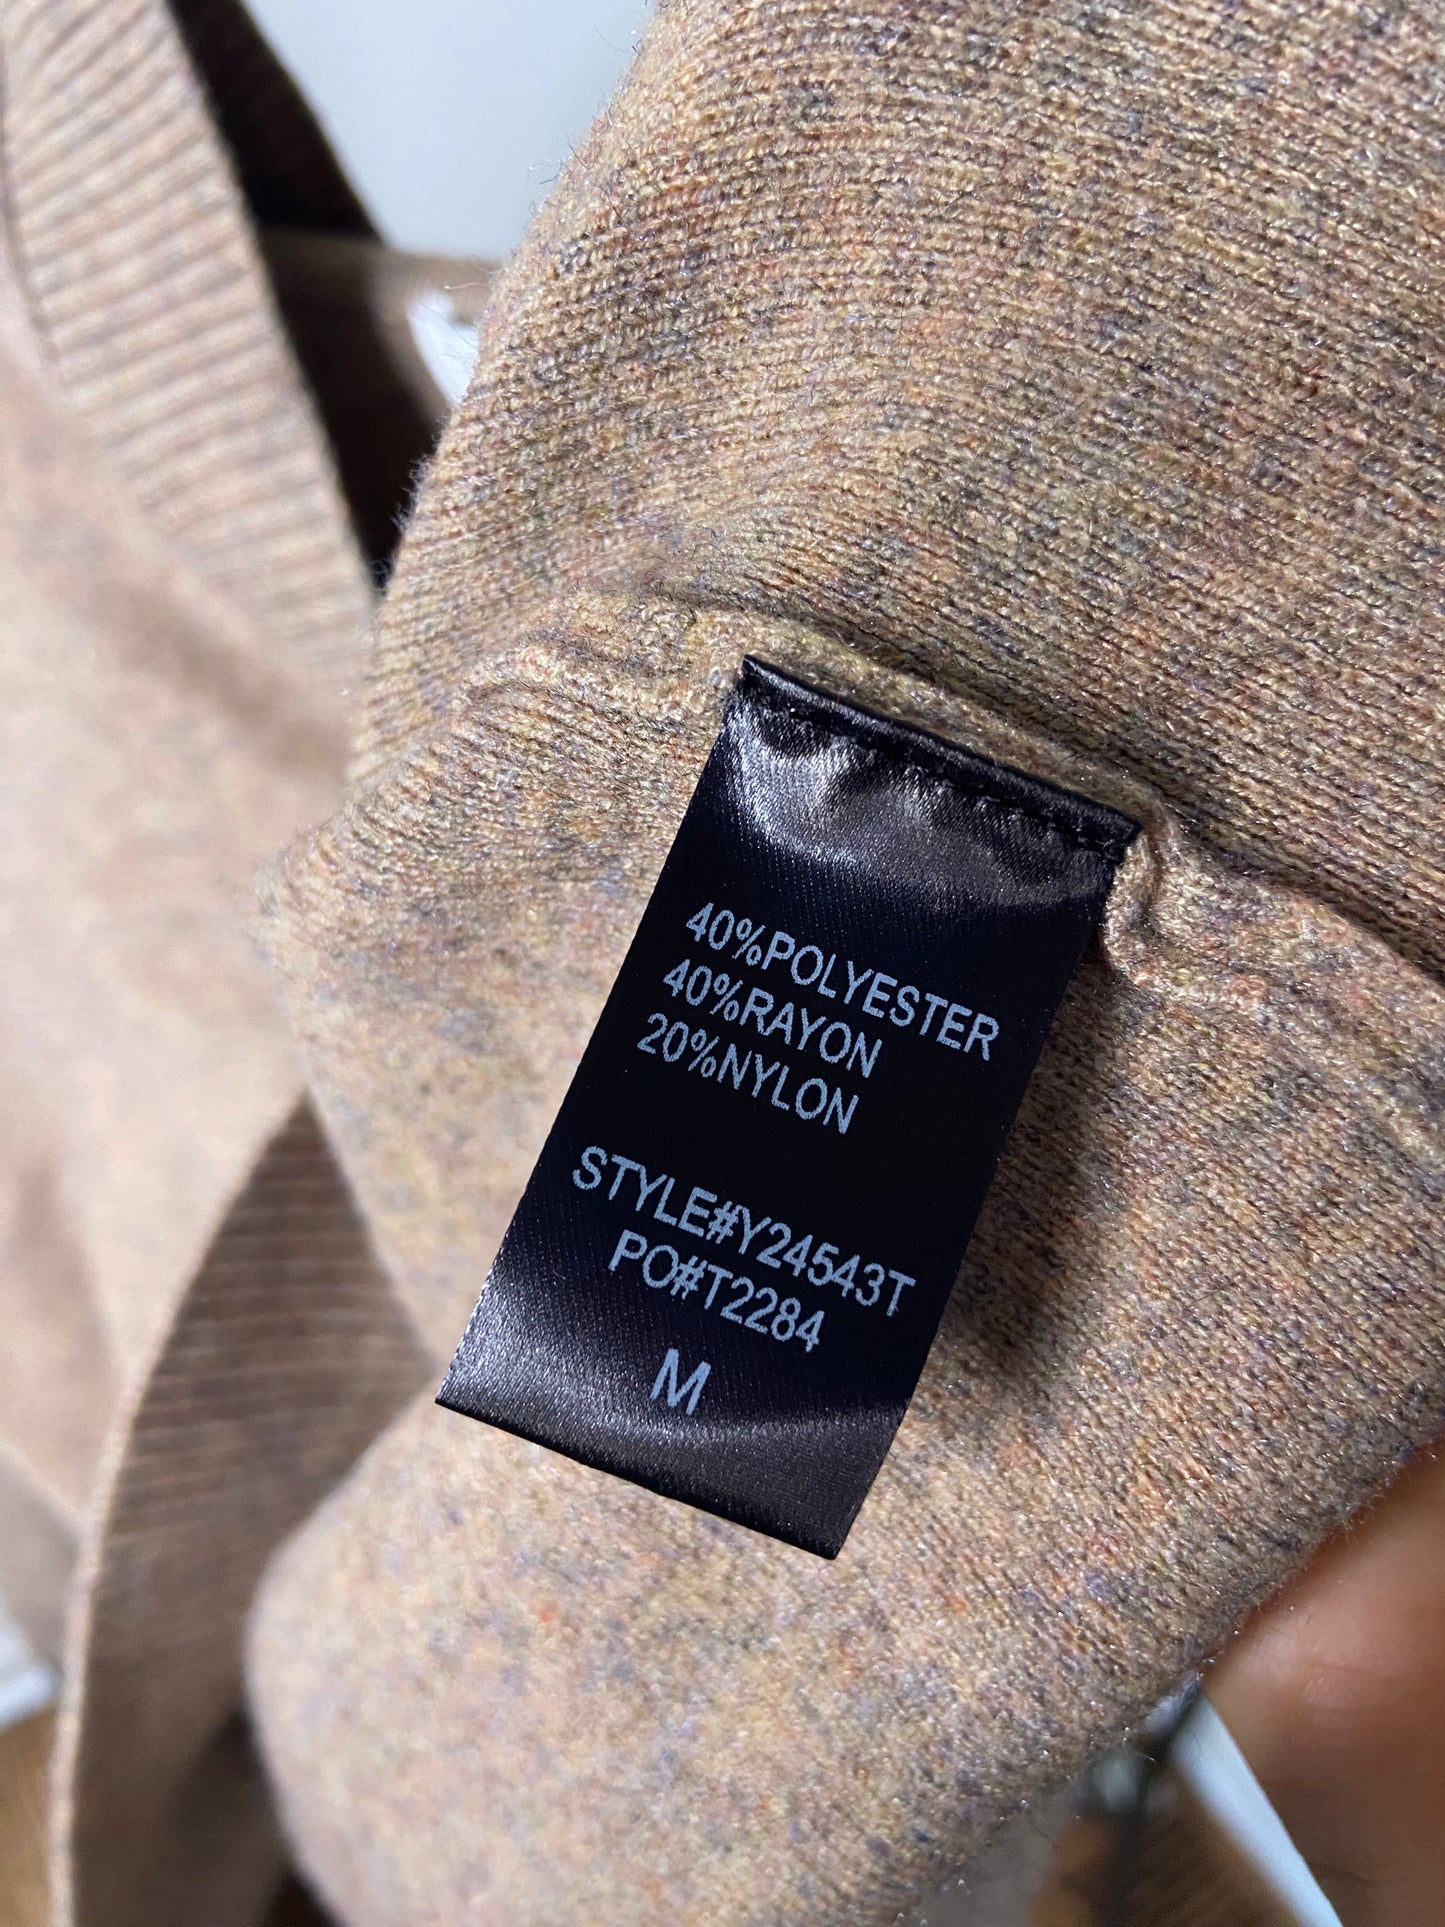 40%POLYESTER
40%RAYON
20%NYLON
STYLE#Y24543T
PO#T2284
M